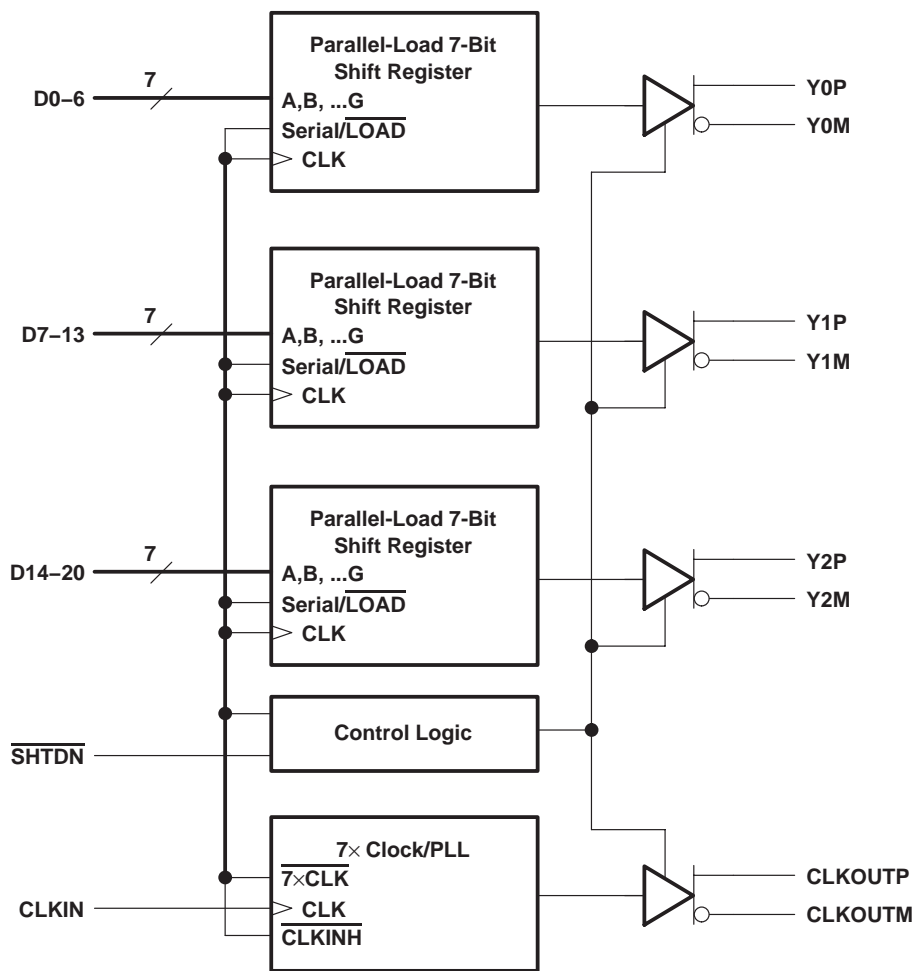 Parallel-Load 7-Bit
Shift Register
7
D0–6
A,B, ...G
Serial/LOAD
CLK
Y0P
Y0M
Parallel-Load 7-Bit
Shift Register
7
D7–13
A,B, ...G
Serial/LOAD
CLK
Y1P
Y1M
Parallel-Load 7-Bit
Shift Register
7
D14–20
A,B, ...G
Serial/LOAD
CLK
Y2P
Y2M
Control Logic
SHTDN
7× Clock/PLL
7×CLK
CLKIN
CLK
CLKINH
CLKOUTP
CLKOUTM